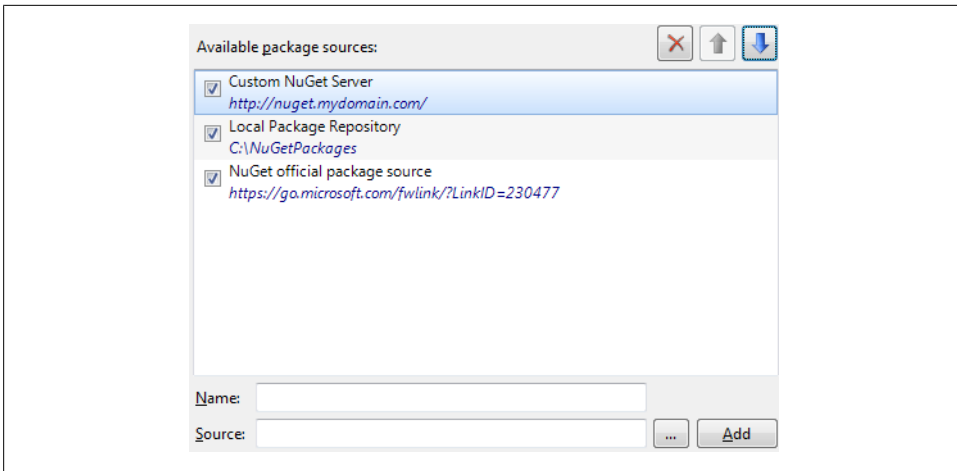 Available package sources:
Custom NuGet Server
http://nuget.mydomain.com/
Local Package Repository
C:\NuGetPackages
NuGet official package source
https://go.microsoft.com/fwlink/?LinkID=230477
Name:
Source:
... Add